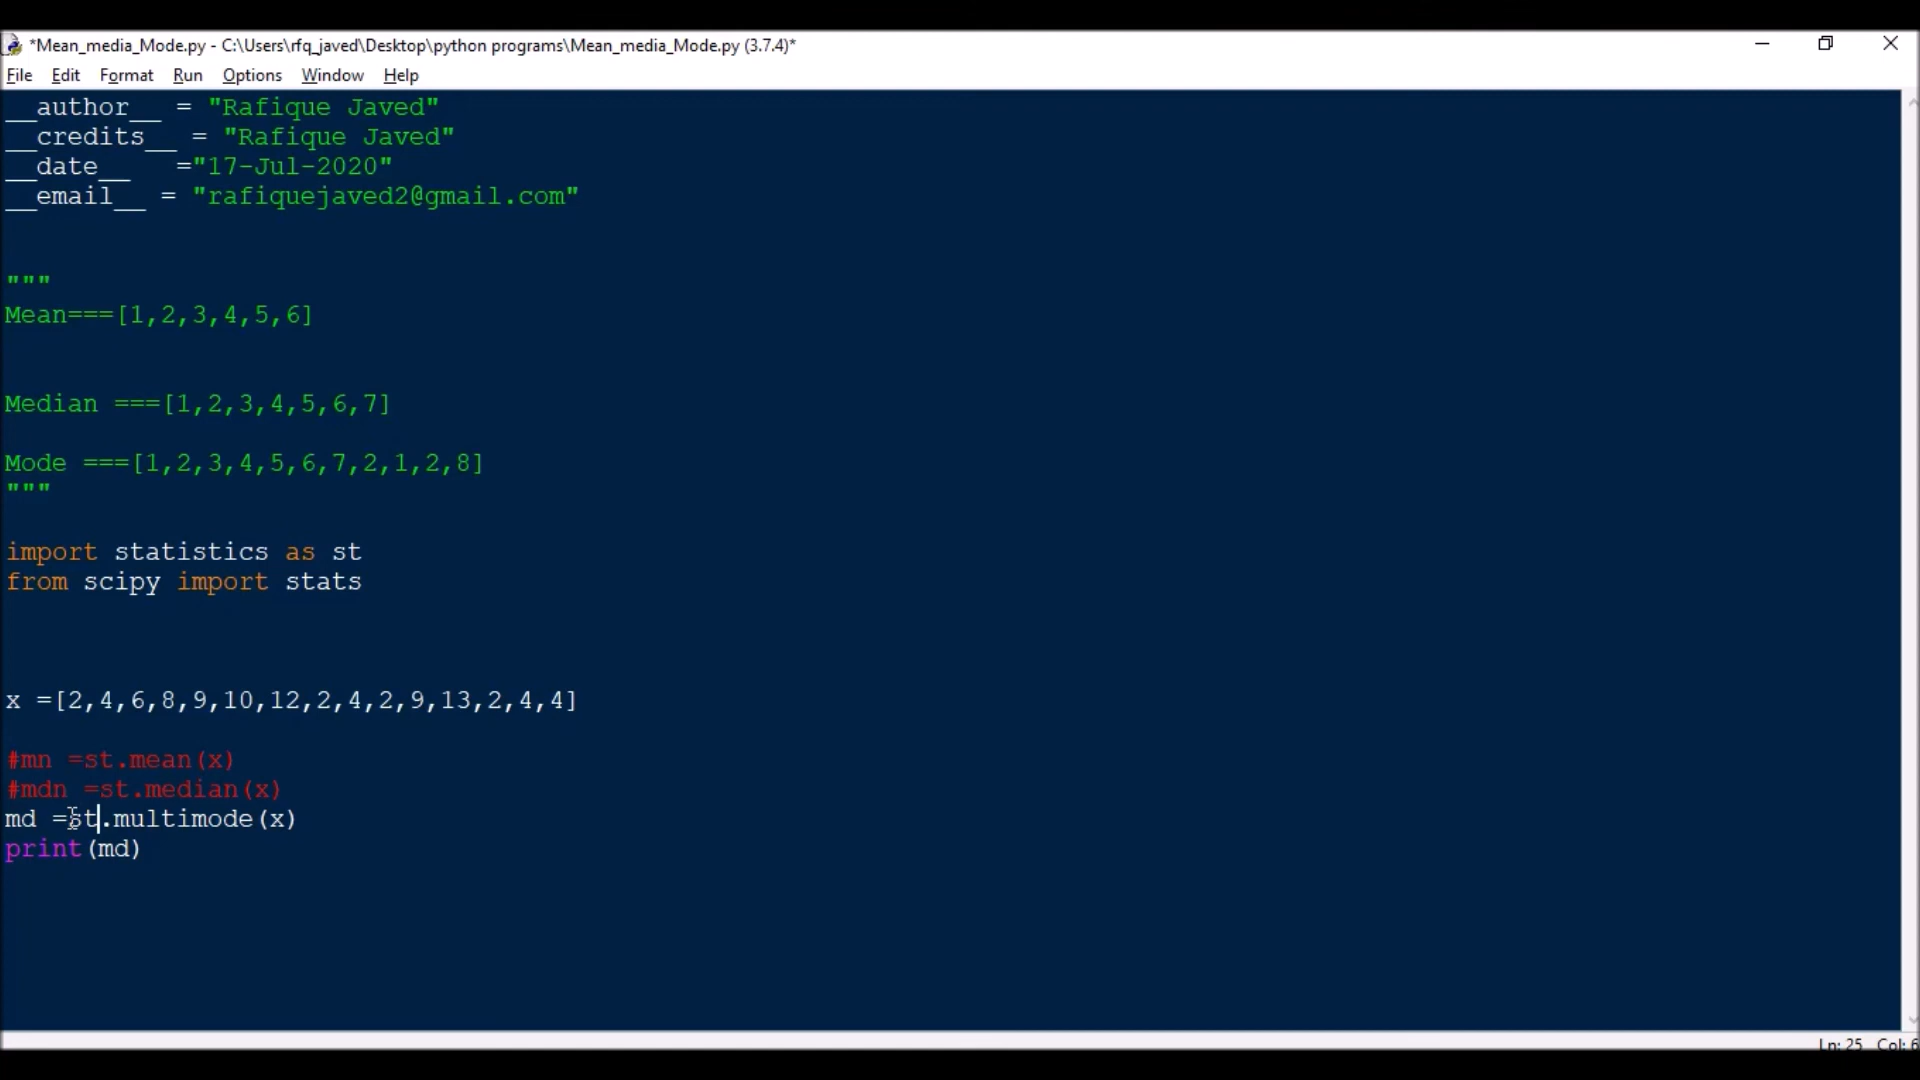 *Mean_media_Mode.py - C:\Users\rfq_javed\Desktop\python programs\Mean_media_Mode.py (3.7.4)*
File Edit Format Run Options Window Help
__author__ = "Rafique Javed"
__credits__ = "Rafique Javed"
__date__   ="17-Jul-2020"
__email__ = "rafiquejaved2@gmail.com"
"""
Mean===[1,2,3,4,5,6]
Median ===[1,2,3,4,5,6,7]
Mode ===[1,2,3,4,5,6,7,2,1,2,8]
"""
import statistics as st
from scipy import stats
x =[2,4,6,8,9,10,12,2,4,2,9,13,2,4,4]
#mn =st.mean(x)
#mdn =st.median(x)
md =st.multimode(x)
print(md)
Ln: 25 Col: 6